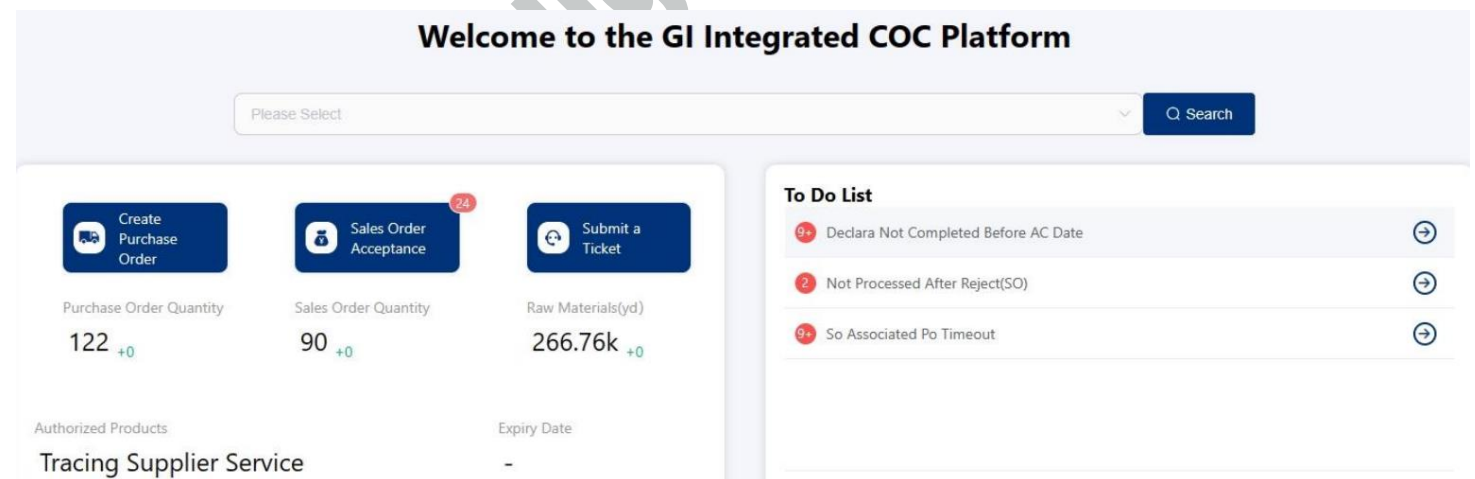 Welcome to the GI Integrated COC Platform
Please Select
Search
Create
Purchase
Order
24
Sales Order
Acceptance
Submit a
Ticket
Purchase Order Quantity
Sales Order Quantity
Raw Materials(yd)
122 +0
90 +0
266.76k +0
Authorized Products
Expiry Date
Tracing Supplier Service
-
To Do List
9+ Declara Not Completed Before AC Date
2 Not Processed After Reject(SO)
9+ So Associated Po Timeout